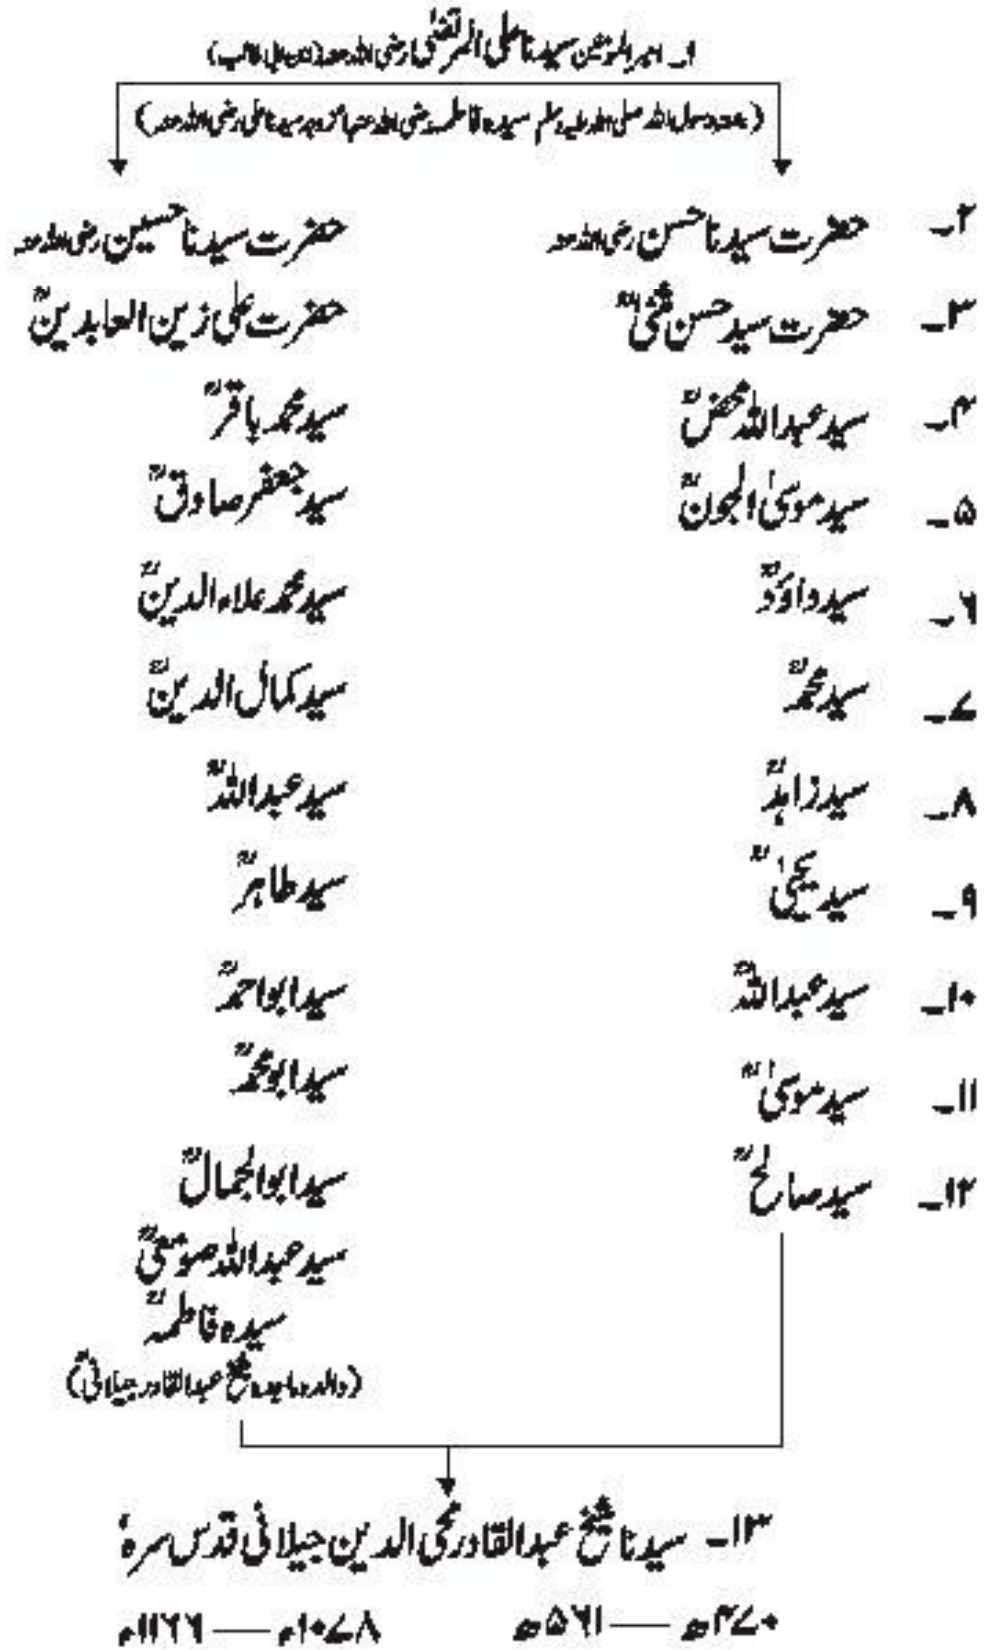 ۱۔ امیر المؤمنین سیدنا علی المرتضیٰ رضی اللہ عنہ (ابن ابی طالب)
(بنت رسول اللہ صلی اللہ علیہ وسلم سیدہ فاطمہ رضی اللہ عنہا زوجہ سیدنا علی رضی اللہ عنہ)
۲۔ حضرت سیدنا حسن رضی اللہ عنہ حضرت سیدنا حسین رضی اللہ عنہ
۳۔ حضرت سید حسن مثنیٰؒ حضرت علی زین العابدینؒ
۴۔ سید عبداللہ محضؒ سید محمد باقرؒ
۵۔ سید موسیٰ الجونؒ سید جعفر صادقؒ
۶۔ سید داؤدؒ سید محمد علاء الدینؒ
۷۔ سید محمدؒ سید کمال الدینؒ
۸۔ سید زاہدؒ سید عبداللہؒ
۹۔ سید یحییٰؒ سید طاہرؒ
۱۰۔ سید عبداللہؒ سید ابو احمدؒ
۱۱۔ سید موسیٰؒ سید ابو محمدؒ
۱۲۔ سید صالحؒ سید ابوالجمالؒ
سید عبداللہ صومعیؒ
سیدہ فاطمہؒ
(والدہ ماجدہ شیخ عبدالقادر جیلانیؒ)
۱۳۔ سیدنا شیخ عبدالقادر محی الدین جیلانی قدس سرہٗ
۴۷۰ھ — ۵۶۱ھ ۱۰۷۸ء — ۱۱۶۶ء